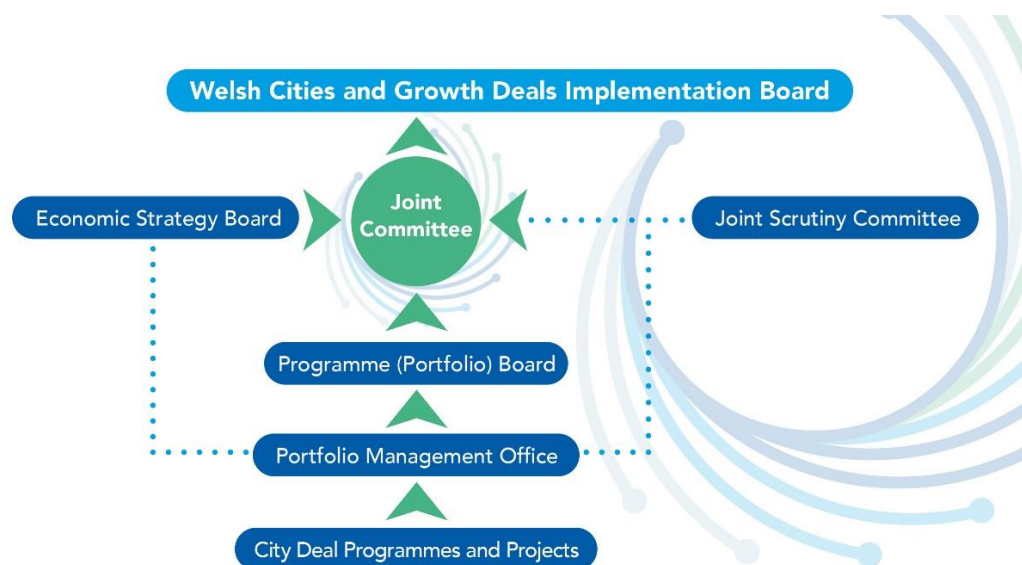 Welsh Cities and Growth Deals Implementation Board
Joint
Committee
Economic Strategy Board
Joint Scrutiny Committee
Programme (Portfolio) Board
Portfolio Management Office
City Deal Programmes and Projects